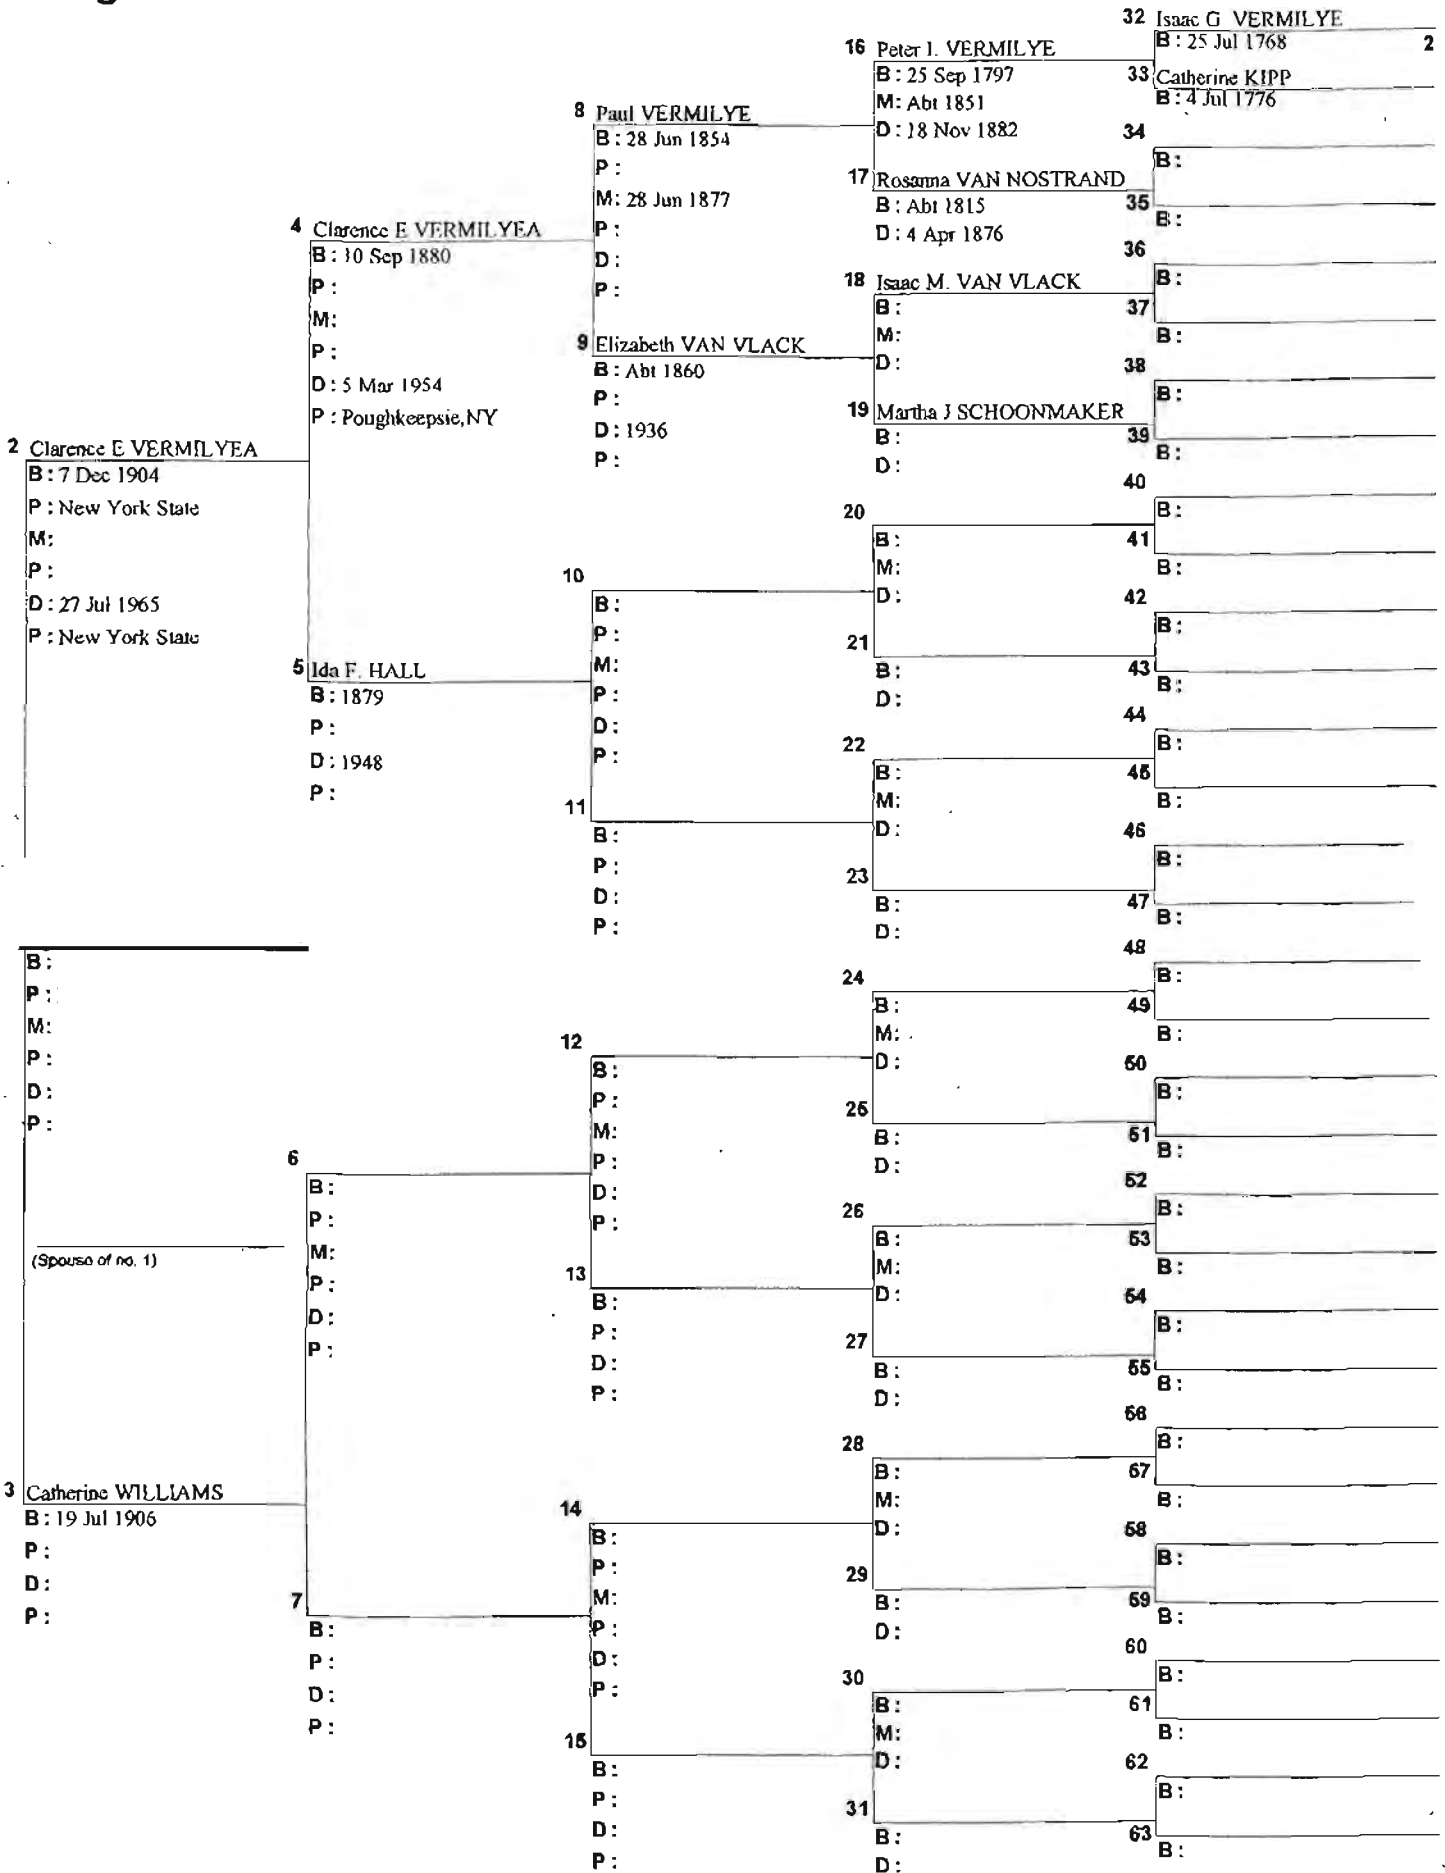 2 Clarence E VERMILYEA
B : 7 Dec 1904
P : New York State
M:
P :
D : 27 Jul 1965
P : New York State
B :
P :
M:
P :
D :
P :
(Spouse of no. 1)
3 Catherine WILLIAMS
B : 19 Jul 1906
P :
D :
P :
4 Clarence E VERMILYEA
B : 10 Sep 1880
P :
M:
P :
D : 5 Mar 1954
P : Poughkeepsie,NY
5 Ida F. HALL
B : 1879
P :
D : 1948
P :
6
B :
P :
M:
P :
D :
P :
7
B :
P :
D :
P :
8 Paul VERMILYE
B : 28 Jun 1854
P :
M: 28 Jun 1877
P :
D :
P :
9 Elizabeth VAN VLACK
B : Abt 1860
P :
D : 1936
P :
10
B :
P :
M:
P :
D :
P :
11
B :
P :
D :
P :
12
B :
P :
M:
P :
D :
P :
13
B :
P :
D :
P :
14
B :
P :
M:
P :
D :
P :
15
B :
P :
D :
P :
16 Peter I. VERMILYE
B : 25 Sep 1797
M: Abt 1851
D : 18 Nov 1882
17 Rosanna VAN NOSTRAND
B : Abt 1815
D : 4 Apr 1876
18 Isaac M. VAN VLACK
B :
M:
D :
19 Martha J SCHOONMAKER
B :
D :
20
B :
M:
D :
21
B :
D :
22
B :
M:
D :
23
B :
D :
24
B :
M:
D :
25
B :
D :
26
B :
M:
D :
27
B :
D :
28
B :
M:
D :
29
B :
D :
30
B :
M:
D :
31
B :
D :
32 Isaac G VERMILYE
B : 25 Jul 1768 2
33 Catherine KIPP
B : 4 Jul 1776
34
B :
35
B :
36
B :
37
B :
38
B :
39
B :
40
B :
41
B :
42
B :
43
B :
44
B :
45
B :
46
B :
47
B :
48
B :
49
B :
50
B :
51
B :
52
B :
53
B :
54
B :
55
B :
56
B :
57
B :
58
B :
59
B :
60
B :
61
B :
62
B :
63
B :